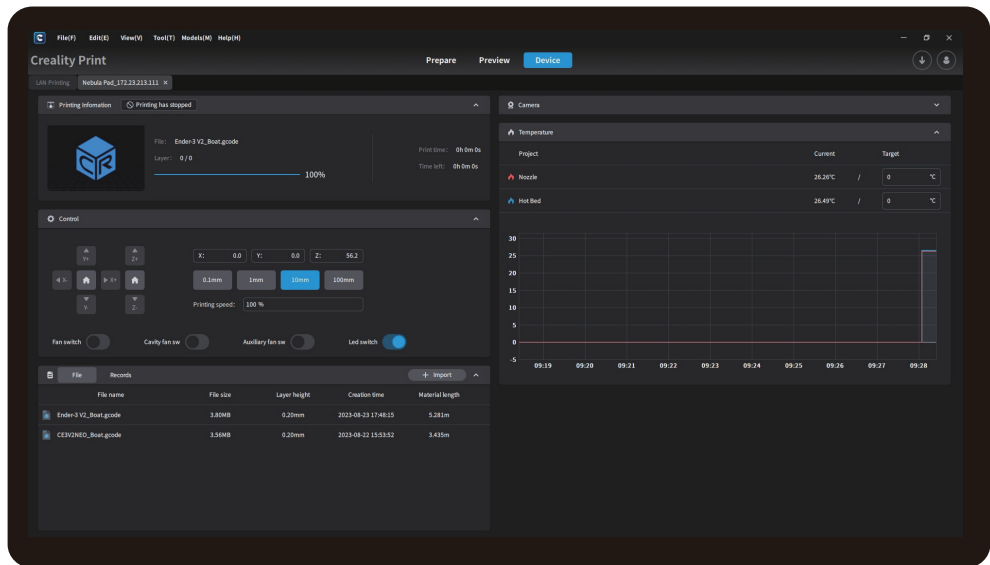 C File(F) Edit(E) View(V) Tool(T) Models(M) Help(H)
Creality Print Prepare Preview Device
LAN Printing Nebula Pad_172.23.213.111 ×
Printing Infomation Printing has stopped
CR
File: Ender-3 V2_Boat.gcode
Layer: 0 / 0
100%
Print time: 0h 0m 0s
Time left: 0h 0m 0s
Control
Y+ Z+
X- X+
Y- Z-
X: 0.0 Y: 0.0 Z: 56.2
0.1mm 1mm 10mm 100mm
Printing speed: 100 %
Fan switch Cavity fan sw Auxiliary fan sw Led switch
File Records + Import
File name File size Layer height Creation time Material length
Ender-3 V2_Boat.gcode 3.80MB 0.20mm 2023-08-23 17:48:15 5.281m
CE3V2NEO_Boat.gcode 3.56MB 0.20mm 2023-08-22 15:53:52 3.435m
Camera
Temperature
Project Current Target
Nozzle 26.26°C / 0 °C
Hot Bed 26.49°C / 0 °C
30
25
20
15
10
5
0
-5
09:19 09:20 09:21 09:22 09:23 09:24 09:25 09:26 09:27 09:28